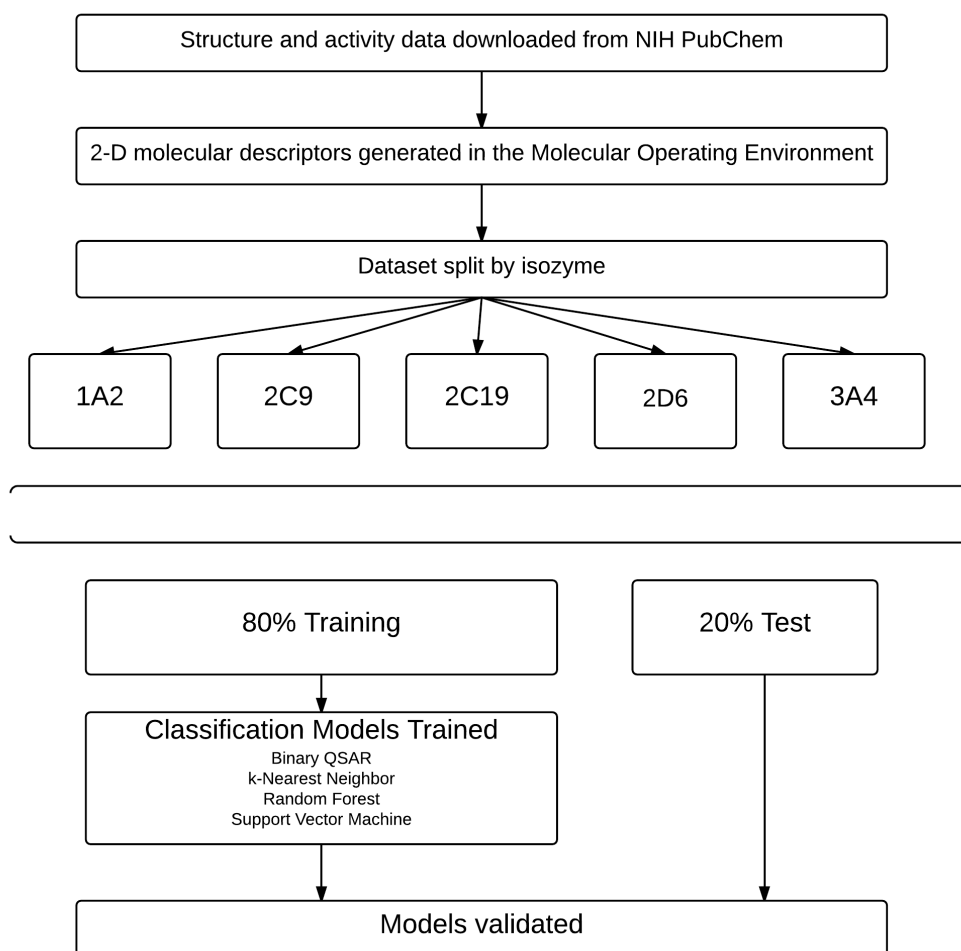 Structure and activity data downloaded from NIH PubChem
2-D molecular descriptors generated in the Molecular Operating Environment
Dataset split by isozyme
1A2
2C9
2C19
2D6
3A4
80% Training
20% Test
Classification Models Trained
Binary QSAR
k-Nearest Neighbor
Random Forest
Support Vector Machine
Models validated